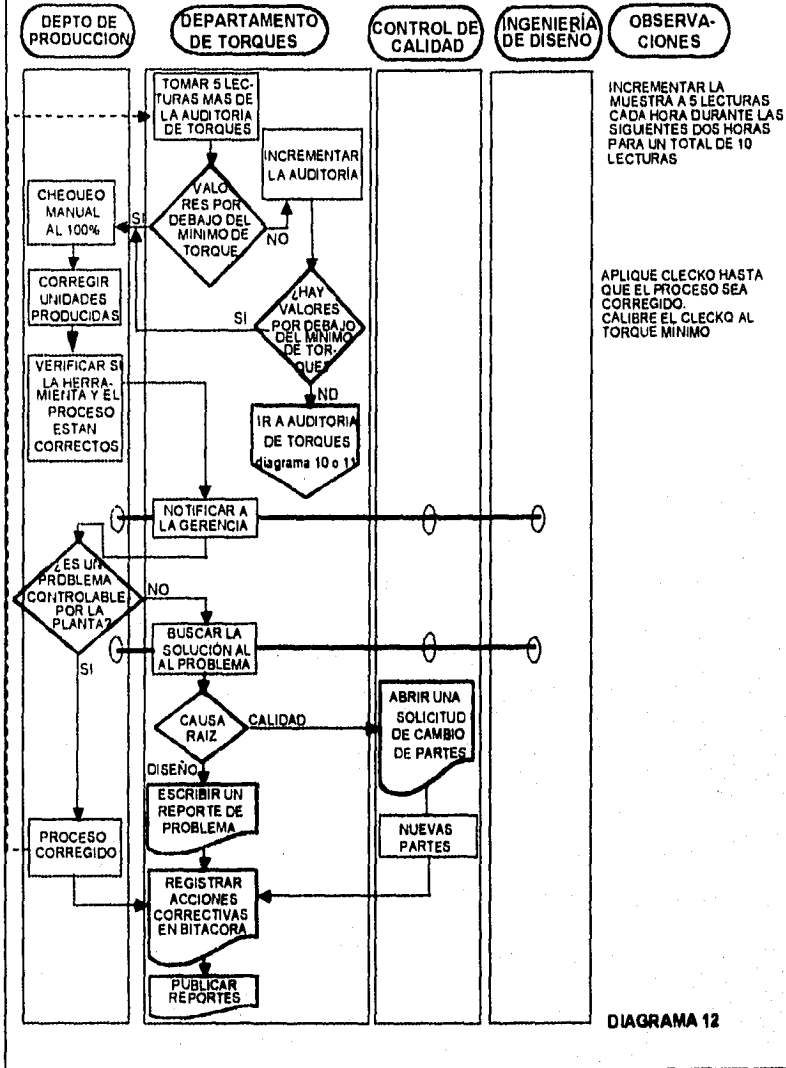 DEPTO DE
PRODUCCION
DEPARTAMENTO
DE TORQUES
CONTROL DE
CALIDAD
INGENIERÍA
DE DISEÑO
OBSERVA-
CIONES
TOMAR 5 LEC-
TURAS MAS DE
LA AUDITORIA
DE TORQUES
INCREMENTAR LA
MUESTRA A 5 LECTURAS
CADA HORA DURANTE LAS
SIGUIENTES DOS HORAS
PARA UN TOTAL DE 10
LECTURAS
INCREMENTAR
LA AUDITORÍA
VALO
RES POR
DEBAJO DEL
MINIMO DE
TORQUE
SI
NO
CHEQUEO
MANUAL
AL 100%
CORREGIR
UNIDADES
PRODUCIDAS
¿HAY
VALORES
POR DEBAJO
DEL MINIMO
DE TOR-
QUES
SI
NO
APLIQUE CLECKO HASTA
QUE EL PROCESO SEA
CORREGIDO.
CALIBRE EL CLECKO AL
TORQUE MINIMO
VERIFICAR SI
LA HERRA-
MIENTA Y EL
PROCESO
ESTAN
CORRECTOS
IR A AUDITORIA
DE TORQUES
diagrama 10 o 11
NOTIFICAR A
LA GERENCIA
¿ES UN
PROBLEMA
CONTROLABLE
POR LA
PLANTA?
NO
SI
BUSCAR LA
SOLUCIÓN AL
AL PROBLEMA
CAUSA
RAIZ
CALIDAD
DISEÑO
ABRIR UNA
SOLICITUD
DE CAMBIO
DE PARTES
ESCRIBIR UN
REPORTE DE
PROBLEMA
NUEVAS
PARTES
PROCESO
CORREGIDO
REGISTRAR
ACCIONES
CORRECTIVAS
EN BITACORA
PUBLICAR
REPORTES
DIAGRAMA 12